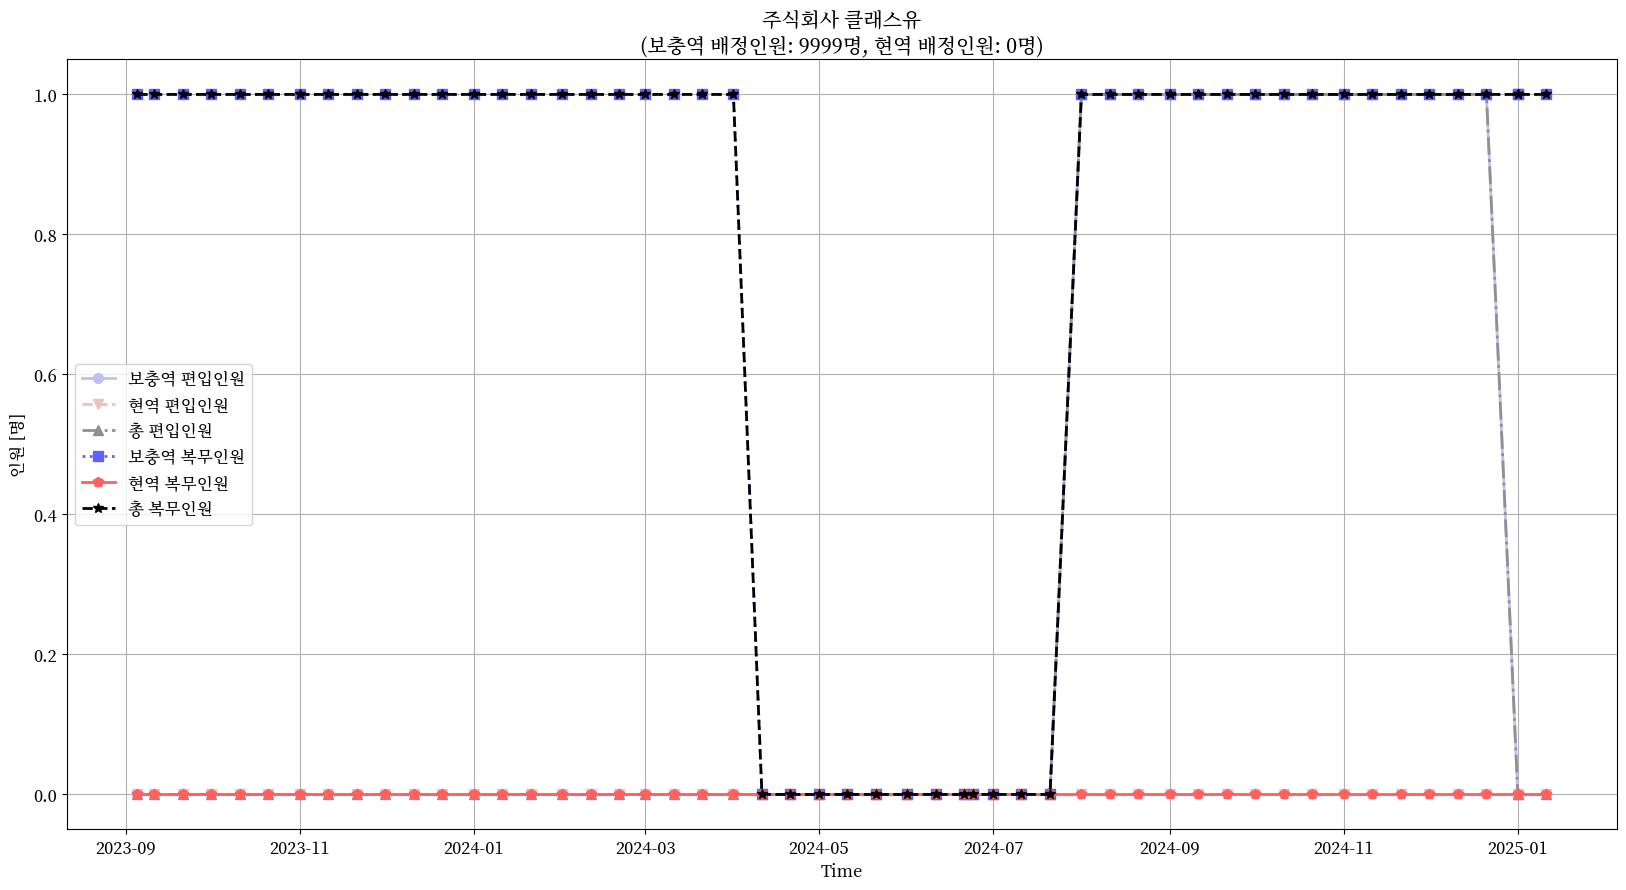 주식회사 클래스유
(보충역 배정인원: 9999명, 현역 배정인원: 0명)
인원 [명]
1.0
0.8
0.6
0.4
0.2
0.0
보충역 편입인원
현역 편입인원
총 편입인원
보충역 복무인원
현역 복무인원
총 복무인원
2023-09 2023-11 2024-01 2024-03 2024-05 2024-07 2024-09 2024-11 2025-01
Time